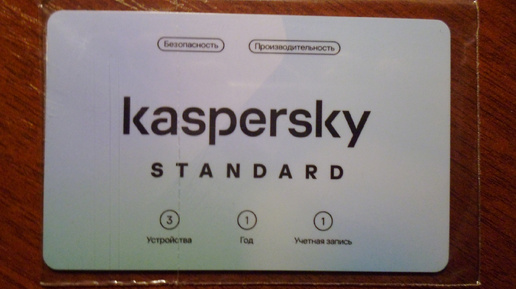 Безопасность Производительность
kaspersky
STANDARD
3 1 1
Устройства Год Учетная запись